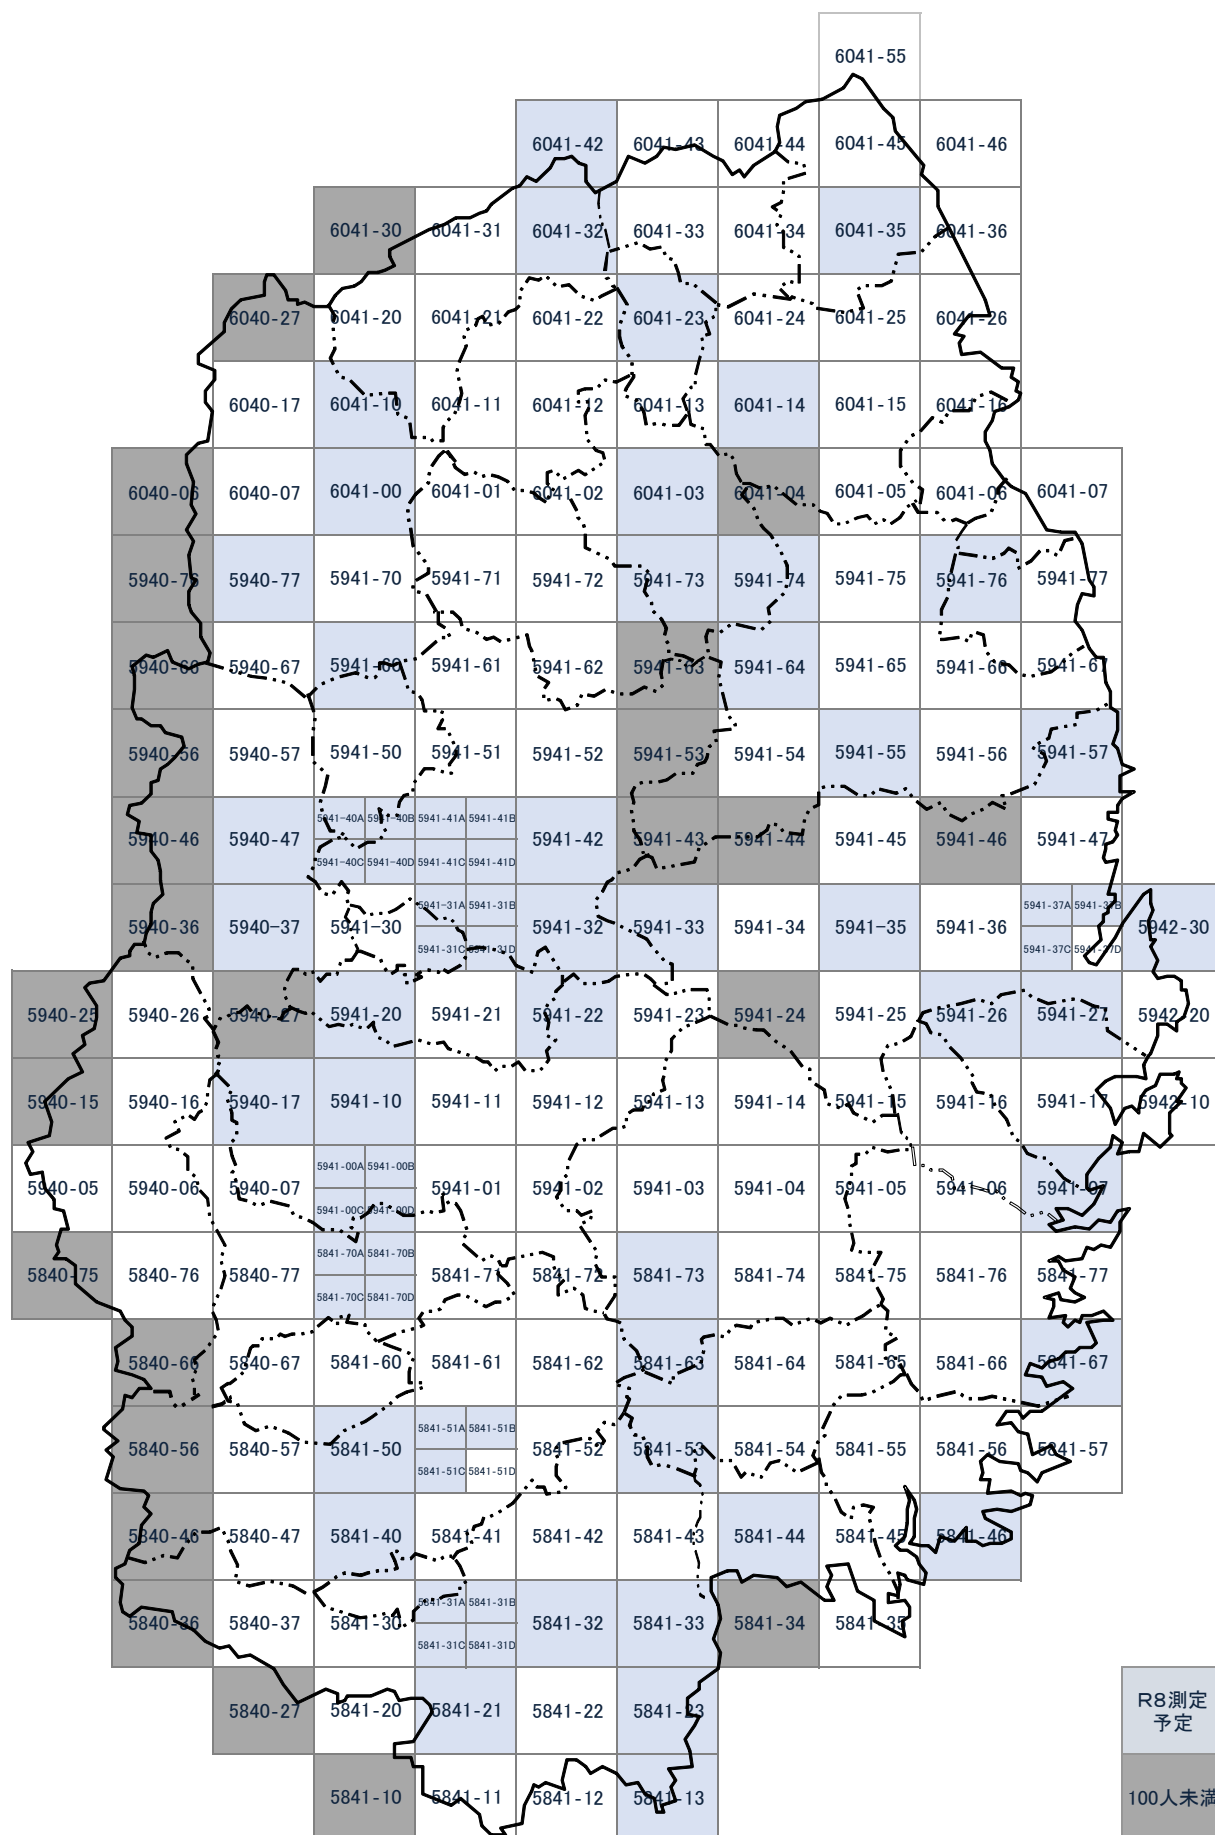 6041-55
6041-42 6041-43 6041-44 6041-45 6041-46
6041-30 6041-31 6041-32 6041-33 6041-34 6041-35 6041-36
6040-27 6041-20 6041-21 6041-22 6041-23 6041-24 6041-25 6041-26
6040-17 6041-10 6041-11 6041-12 6041-13 6041-14 6041-15 6041-16
6040-06 6040-07 6041-00 6041-01 6041-02 6041-03 6041-04 6041-05 6041-06 6041-07
5940-76 5940-77 5941-70 5941-71 5941-72 5941-73 5941-74 5941-75 5941-76 5941-77
5940-66 5940-67 5941-60 5941-61 5941-62 5941-63 5941-64 5941-65 5941-66 5941-67
5940-56 5940-57 5941-50 5941-51 5941-52 5941-53 5941-54 5941-55 5941-56 5941-57
5941-40A 5941-40B 5941-41A 5941-41B
5940-46 5940-47 5941-42 5941-43 5941-44 5941-45 5941-46 5941-47
5941-40C 5941-40D 5941-41C 5941-41D
5941-31A 5941-31B 5941-37A 5941-37B
5940-36 5940-37 5941-30 5941-32 5941-33 5941-34 5941-35 5941-36 5942-30
5941-31C 5941-31D 5941-37C 5941-37D
5940-25 5940-26 5940-27 5941-20 5941-21 5941-22 5941-23 5941-24 5941-25 5941-26 5941-27 5942-20
5940-15 5940-16 5940-17 5941-10 5941-11 5941-12 5941-13 5941-14 5941-15 5941-16 5941-17 5942-10
5941-00A 5941-00B
5940-05 5940-06 5940-07 5941-01 5941-02 5941-03 5941-04 5941-05 5941-06 5941-07
5941-00C 5941-00D
5841-70A 5841-70B
5840-75 5840-76 5840-77 5841-71 5841-72 5841-73 5841-74 5841-75 5841-76 5841-77
5841-70C 5841-70D
5840-66 5840-67 5841-60 5841-61 5841-62 5841-63 5841-64 5841-65 5841-66 5841-67
5841-51A 5841-51B
5840-56 5840-57 5841-50 5841-52 5841-53 5841-54 5841-55 5841-56 5841-57
5841-51C 5841-51D
5840-46 5840-47 5841-40 5841-41 5841-42 5841-43 5841-44 5841-45 5841-46
5841-31A 5841-31B
5840-36 5840-37 5841-30 5841-32 5841-33 5841-34 5841-35
5841-31C 5841-31D
5840-27 5841-20 5841-21 5841-22 5841-23
R8測定
予定
5841-10 5841-11 5841-12 5841-13
100人未満